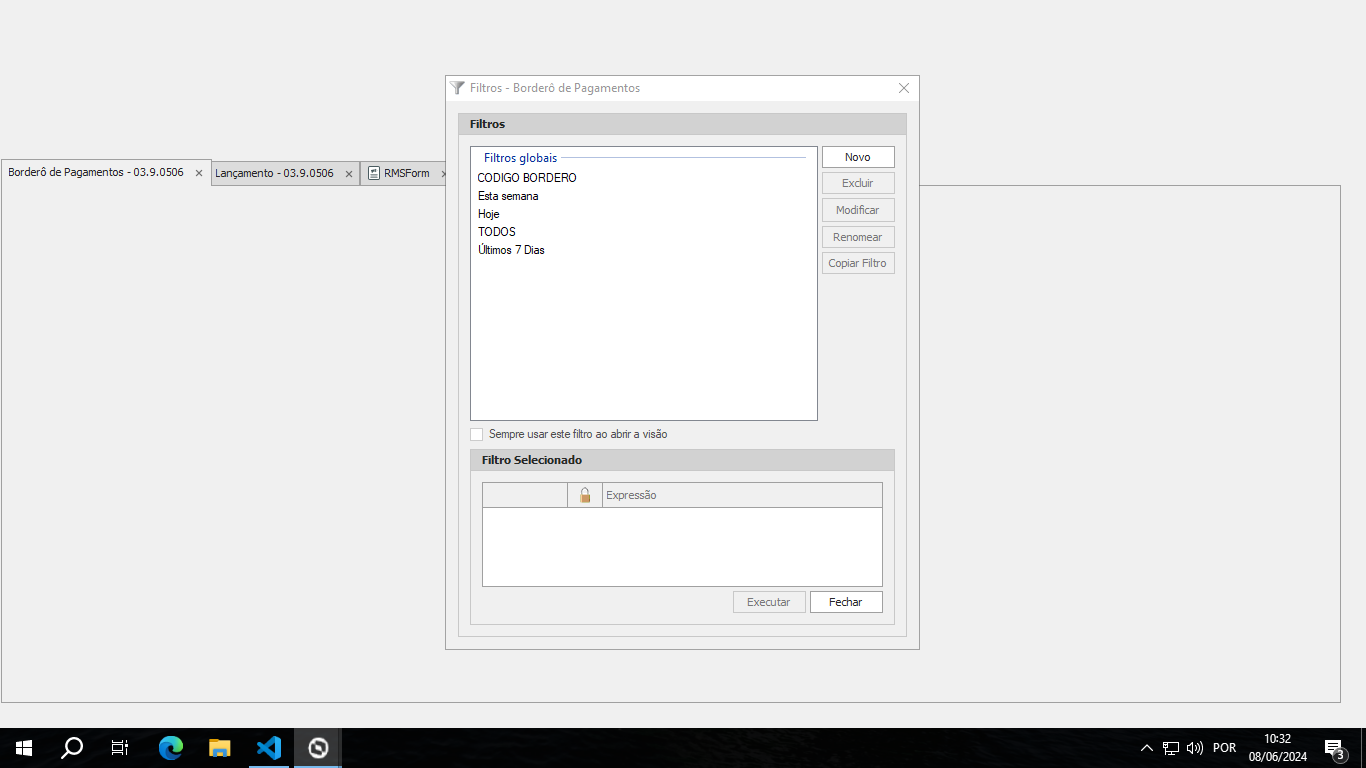 Filtros - Borderô de Pagamentos
Filtros
Filtros globais
CODIGO BORDERO
Esta semana
Hoje
TODOS
Últimos 7 Dias
Novo
Excluir
Modificar
Renomear
Copiar Filtro
Sempre usar este filtro ao abrir a visão
Filtro Selecionado
Expressão
Executar
Fechar
Borderô de Pagamentos - 03.9.0506
Lançamento - 03.9.0506
RMSForm
POR
10:32
08/06/2024
3